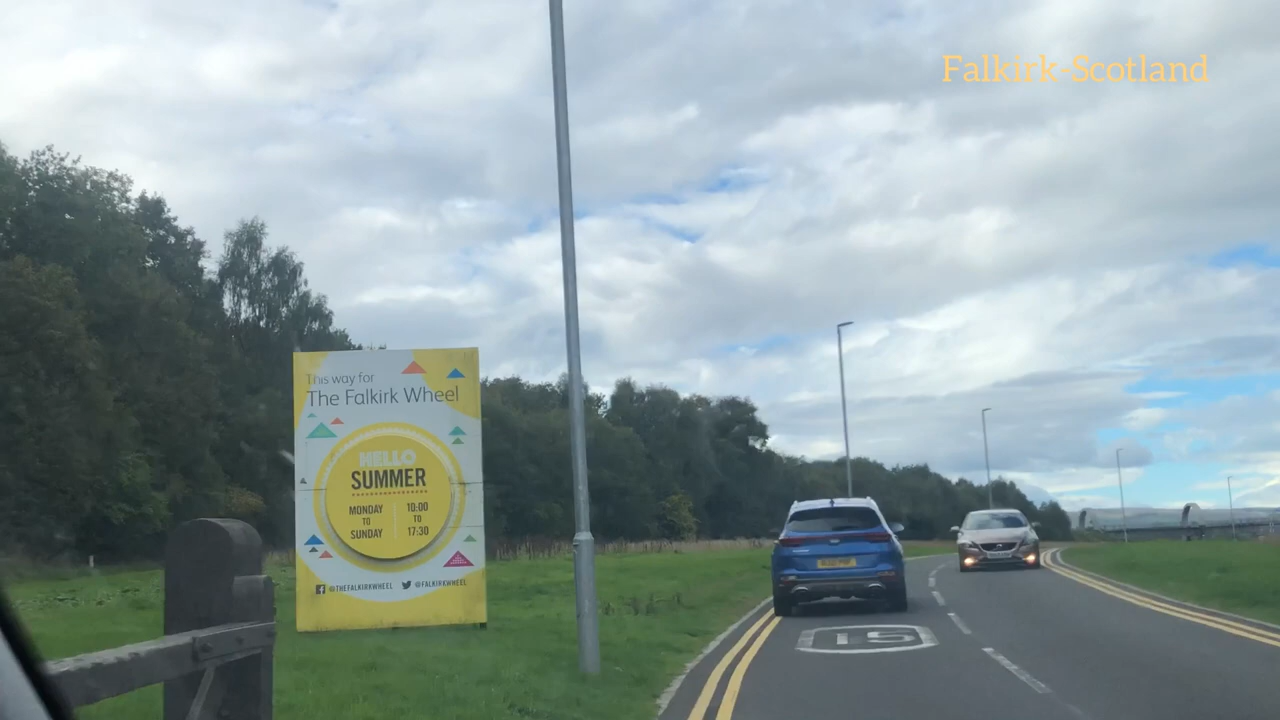 Falkirk-Scotland
This way for
The Falkirk Wheel
HELLO
SUMMER
MONDAY
TO
SUNDAY
10:00
TO
17:30
@THEFALKIRKWHEEL @FALKIRKWHEEL
15